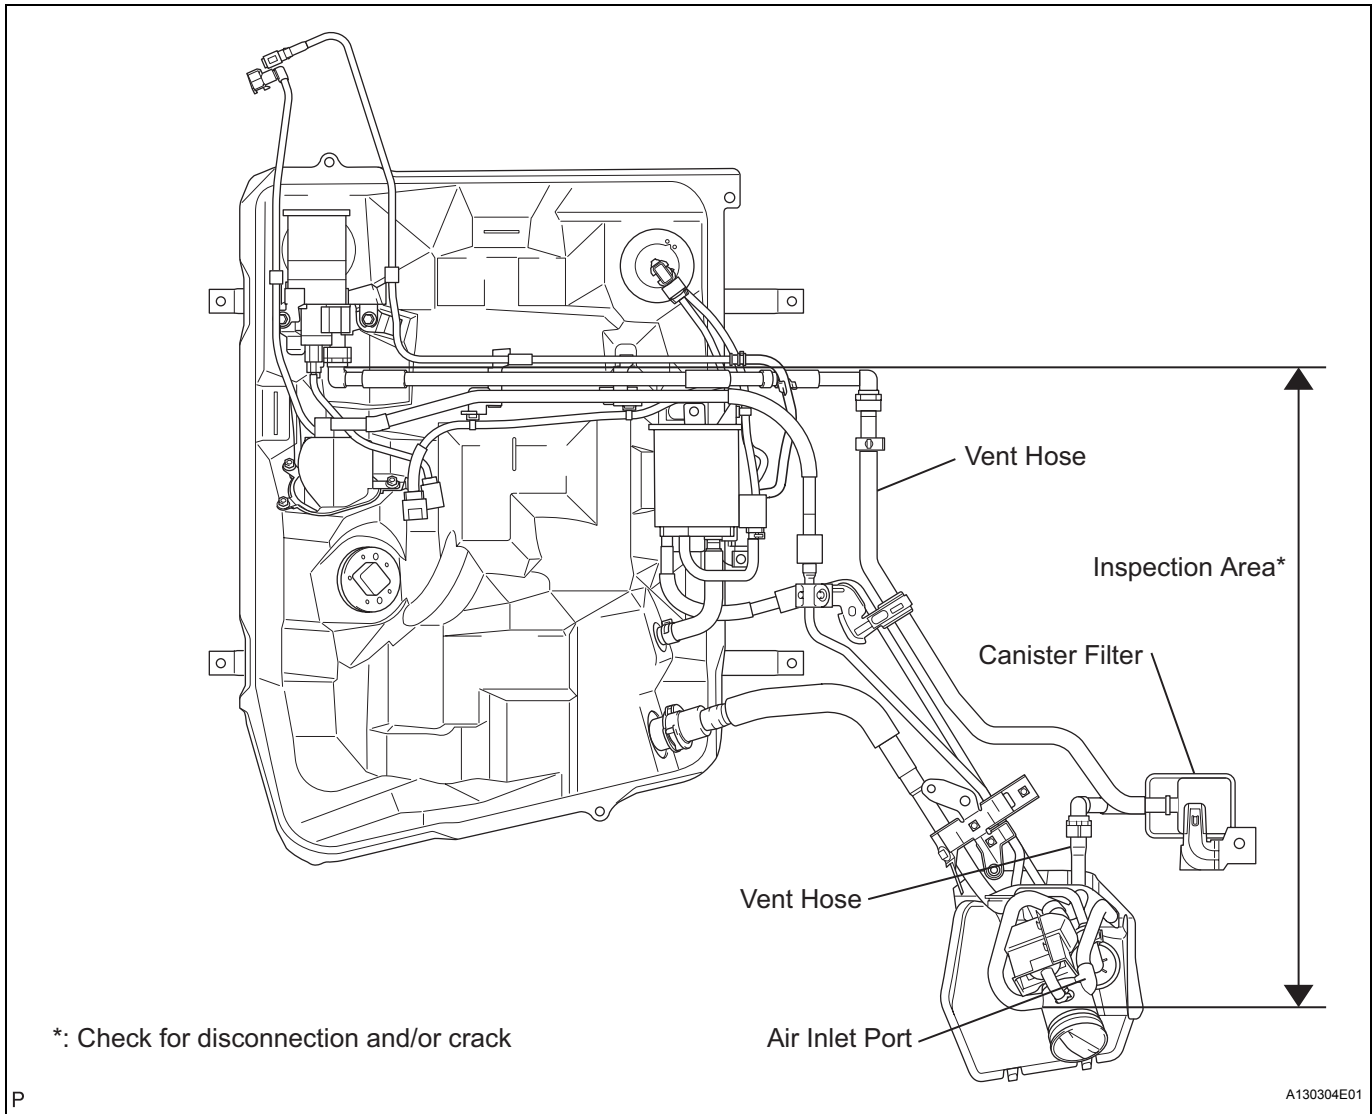 Vent Hose
Inspection Area*
Canister Filter
Vent Hose
*: Check for disconnection and/or crack
Air Inlet Port
P
A130304E01